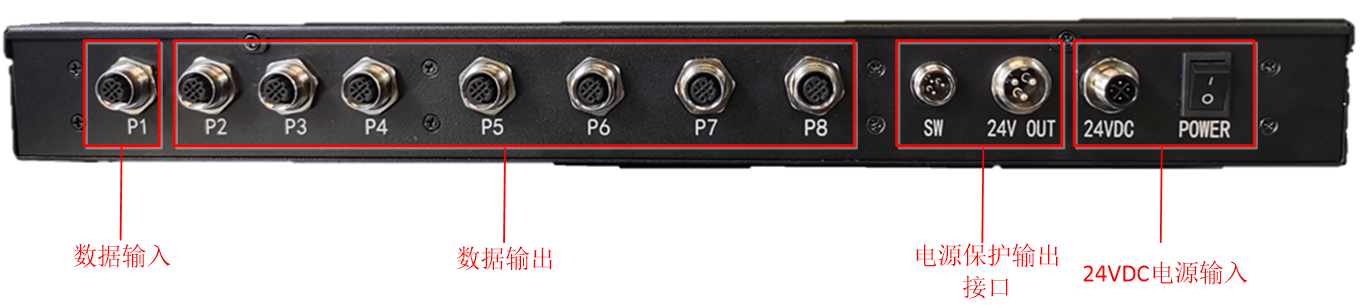 P1 P2 P3 P4 P5 P6 P7 P8 SW 24V OUT 24VDC POWER
数据输入
数据输出
电源保护输出
接口
24VDC电源输入